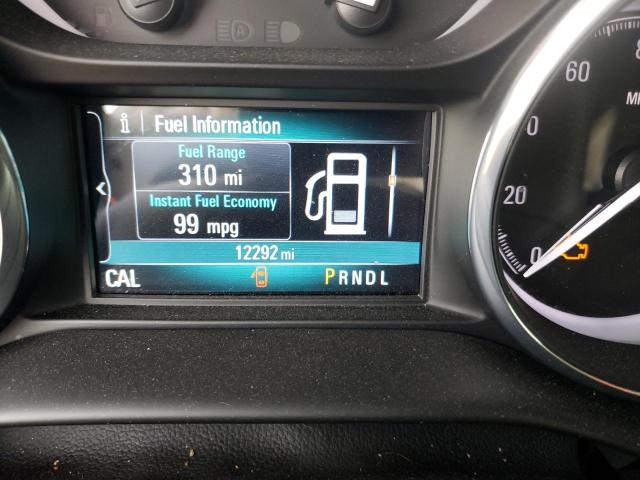 Fuel Information
Fuel Range
310 mi
Instant Fuel Economy
99 mpg
12292 mi
CAL
PRNDL
60
0
20
0